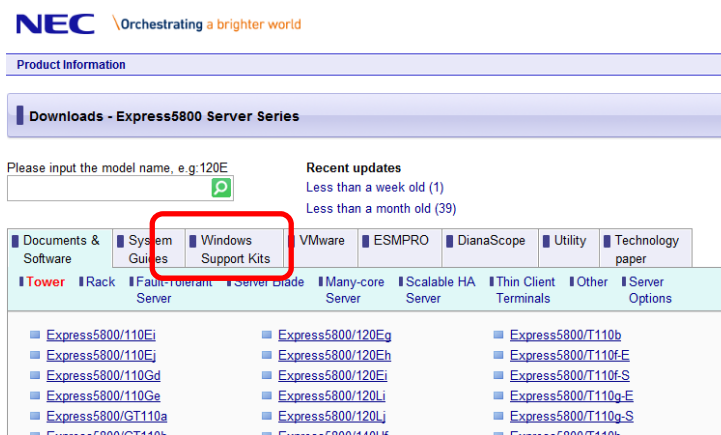 NEC \Orchestrating a brighter world
Product Information
Downloads - Express5800 Server Series
Please input the model name, e.g:120E
Recent updates
Less than a week old (1)
Less than a month old (39)
Documents & Software
System Guides
Windows Support Kits
VMware
ESMPRO
DianaScope
Utility
Technology paper
Tower
Rack
Fault-Tolerant Server
Server Blade
Many-core Server
Scalable HA Server
Thin Client Terminals
Other
Server Options
Express5800/110Ei
Express5800/120Eg
Express5800/T110b
Express5800/110Ej
Express5800/120Eh
Express5800/T110f-E
Express5800/110Gd
Express5800/120Ei
Express5800/T110f-S
Express5800/110Ge
Express5800/120Li
Express5800/T110g-E
Express5800/GT110a
Express5800/120Lj
Express5800/T110g-S